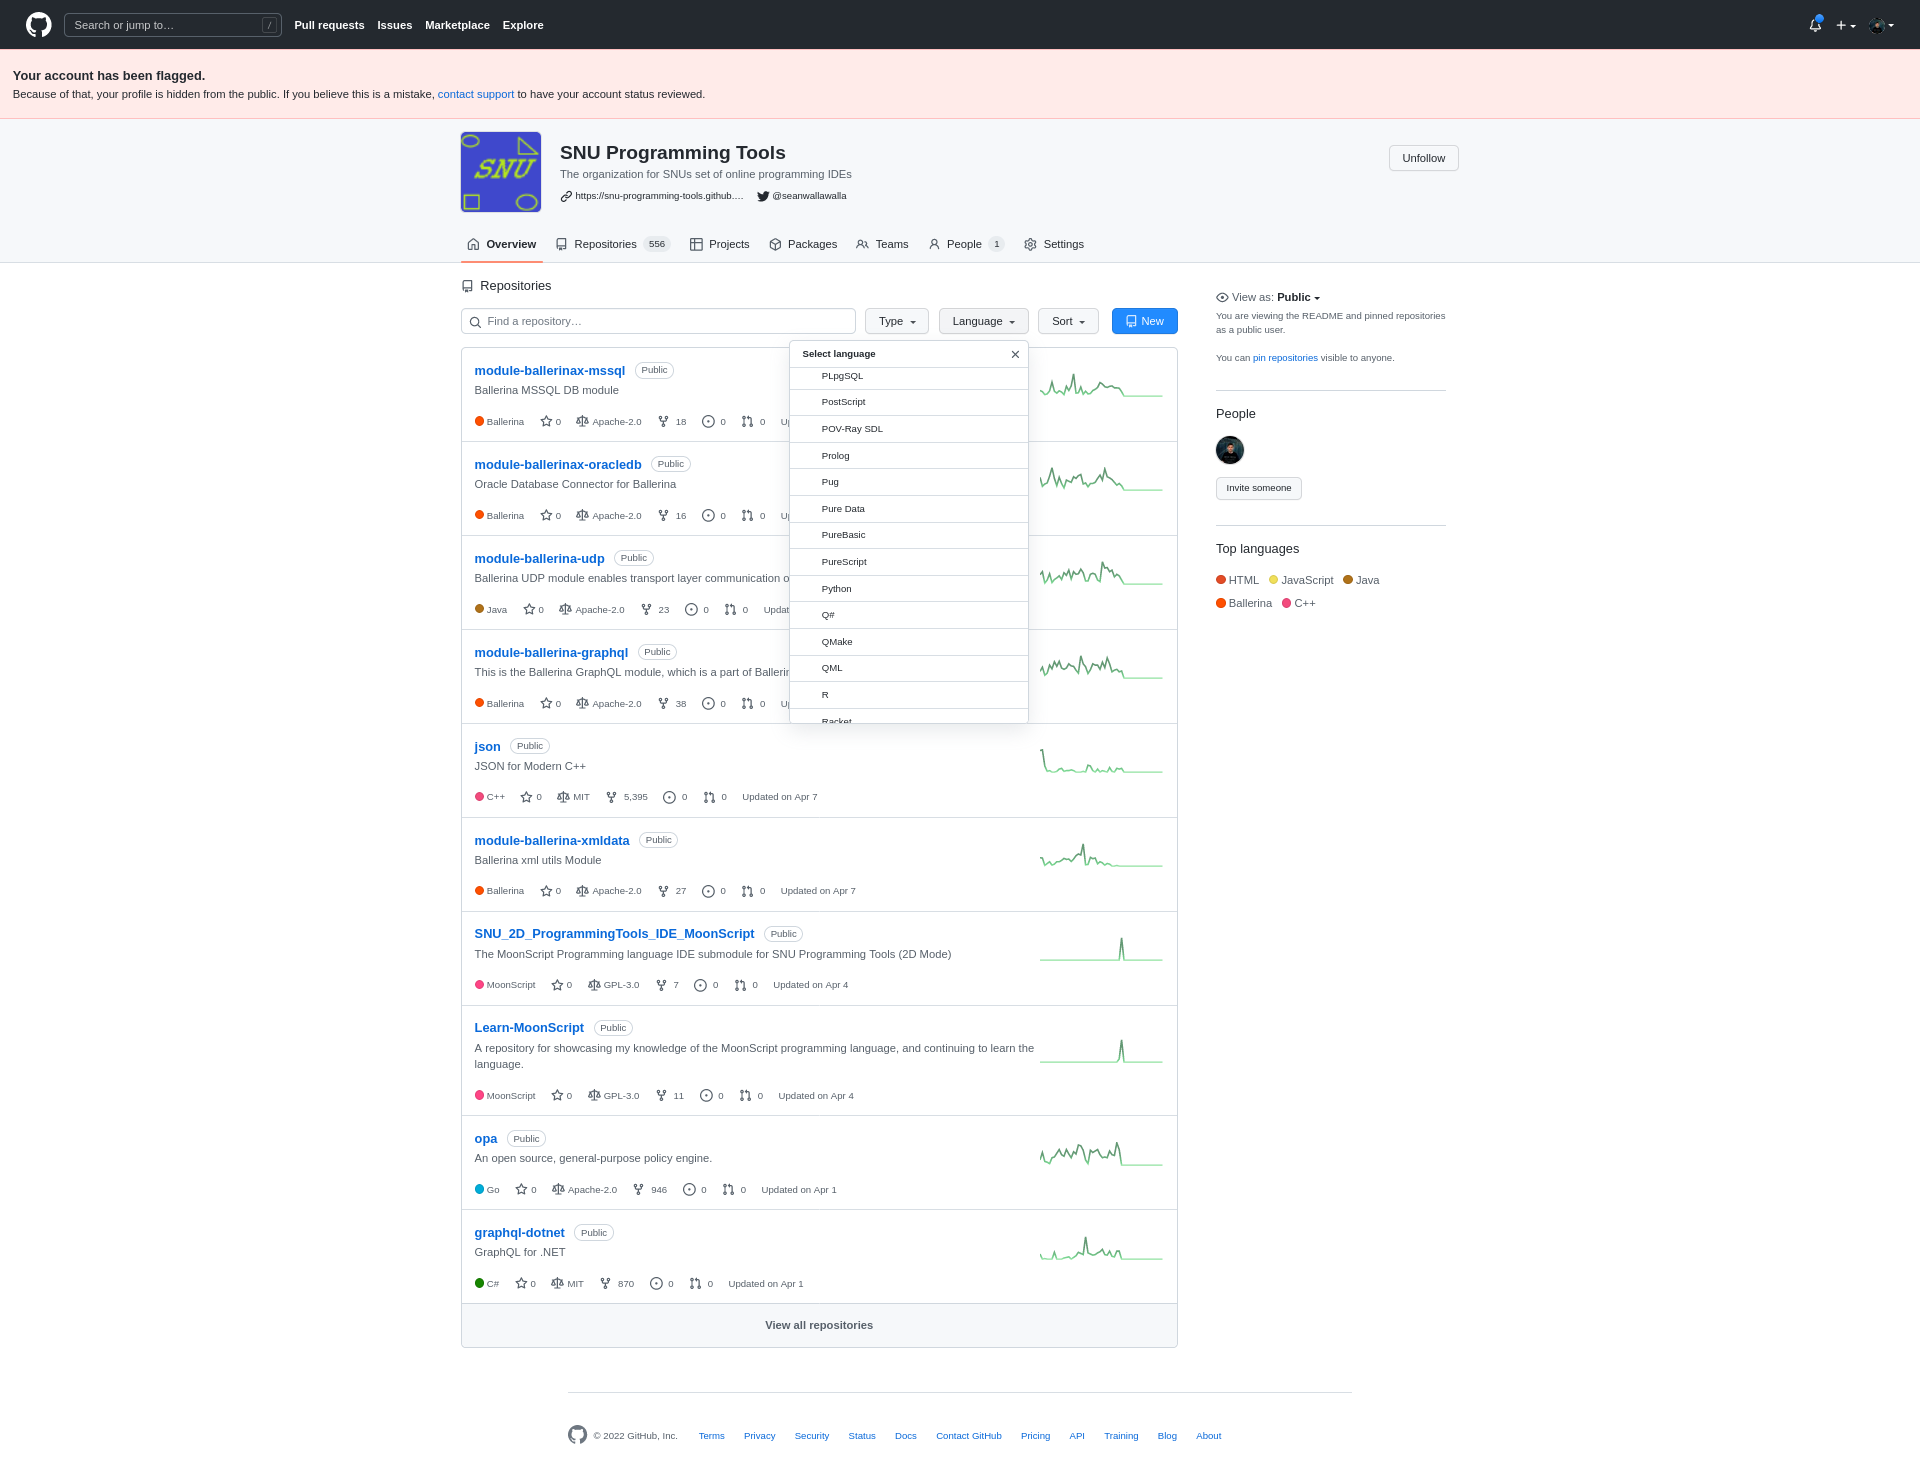 Search or jump to…
/
Pull requests Issues Marketplace Explore
Your account has been flagged.
Because of that, your profile is hidden from the public. If you believe this is a mistake, contact support to have your account status reviewed.
SNU
SNU Programming Tools
The organization for SNUs set of online programming IDEs
https://snu-programming-tools.github.… @seanwallawalla
Unfollow
Overview Repositories 556 Projects Packages Teams People 1 Settings
Repositories
Find a repository…
Type Language Sort New
Select language
PLpgSQL
PostScript
POV-Ray SDL
Prolog
Pug
Pure Data
PureBasic
PureScript
Python
Q#
QMake
QML
R
Racket
module-ballerinax-mssql Public
Ballerina MSSQL DB module
Ballerina 0 Apache-2.0 18 0 0
module-ballerinax-oracledb Public
Oracle Database Connector for Ballerina
Ballerina 0 Apache-2.0 16 0 0
module-ballerina-udp Public
Ballerina UDP module enables transport layer communication o
Java 0 Apache-2.0 23 0 0 Updat
module-ballerina-graphql Public
This is the Ballerina GraphQL module, which is a part of Ballerin
Ballerina 0 Apache-2.0 38 0 0
json Public
JSON for Modern C++
C++ 0 MIT 5,395 0 0 Updated on Apr 7
module-ballerina-xmldata Public
Ballerina xml utils Module
Ballerina 0 Apache-2.0 27 0 0 Updated on Apr 7
SNU_2D_ProgrammingTools_IDE_MoonScript Public
The MoonScript Programming language IDE submodule for SNU Programming Tools (2D Mode)
MoonScript 0 GPL-3.0 7 0 0 Updated on Apr 4
Learn-MoonScript Public
A repository for showcasing my knowledge of the MoonScript programming language, and continuing to learn the
language.
MoonScript 0 GPL-3.0 11 0 0 Updated on Apr 4
opa Public
An open source, general-purpose policy engine.
Go 0 Apache-2.0 946 0 0 Updated on Apr 1
graphql-dotnet Public
GraphQL for .NET
C# 0 MIT 870 0 0 Updated on Apr 1
View all repositories
View as: Public
You are viewing the README and pinned repositories
as a public user.
You can pin repositories visible to anyone.
People
Invite someone
Top languages
HTML JavaScript Java
Ballerina C++
© 2022 GitHub, Inc. Terms Privacy Security Status Docs Contact GitHub Pricing API Training Blog About